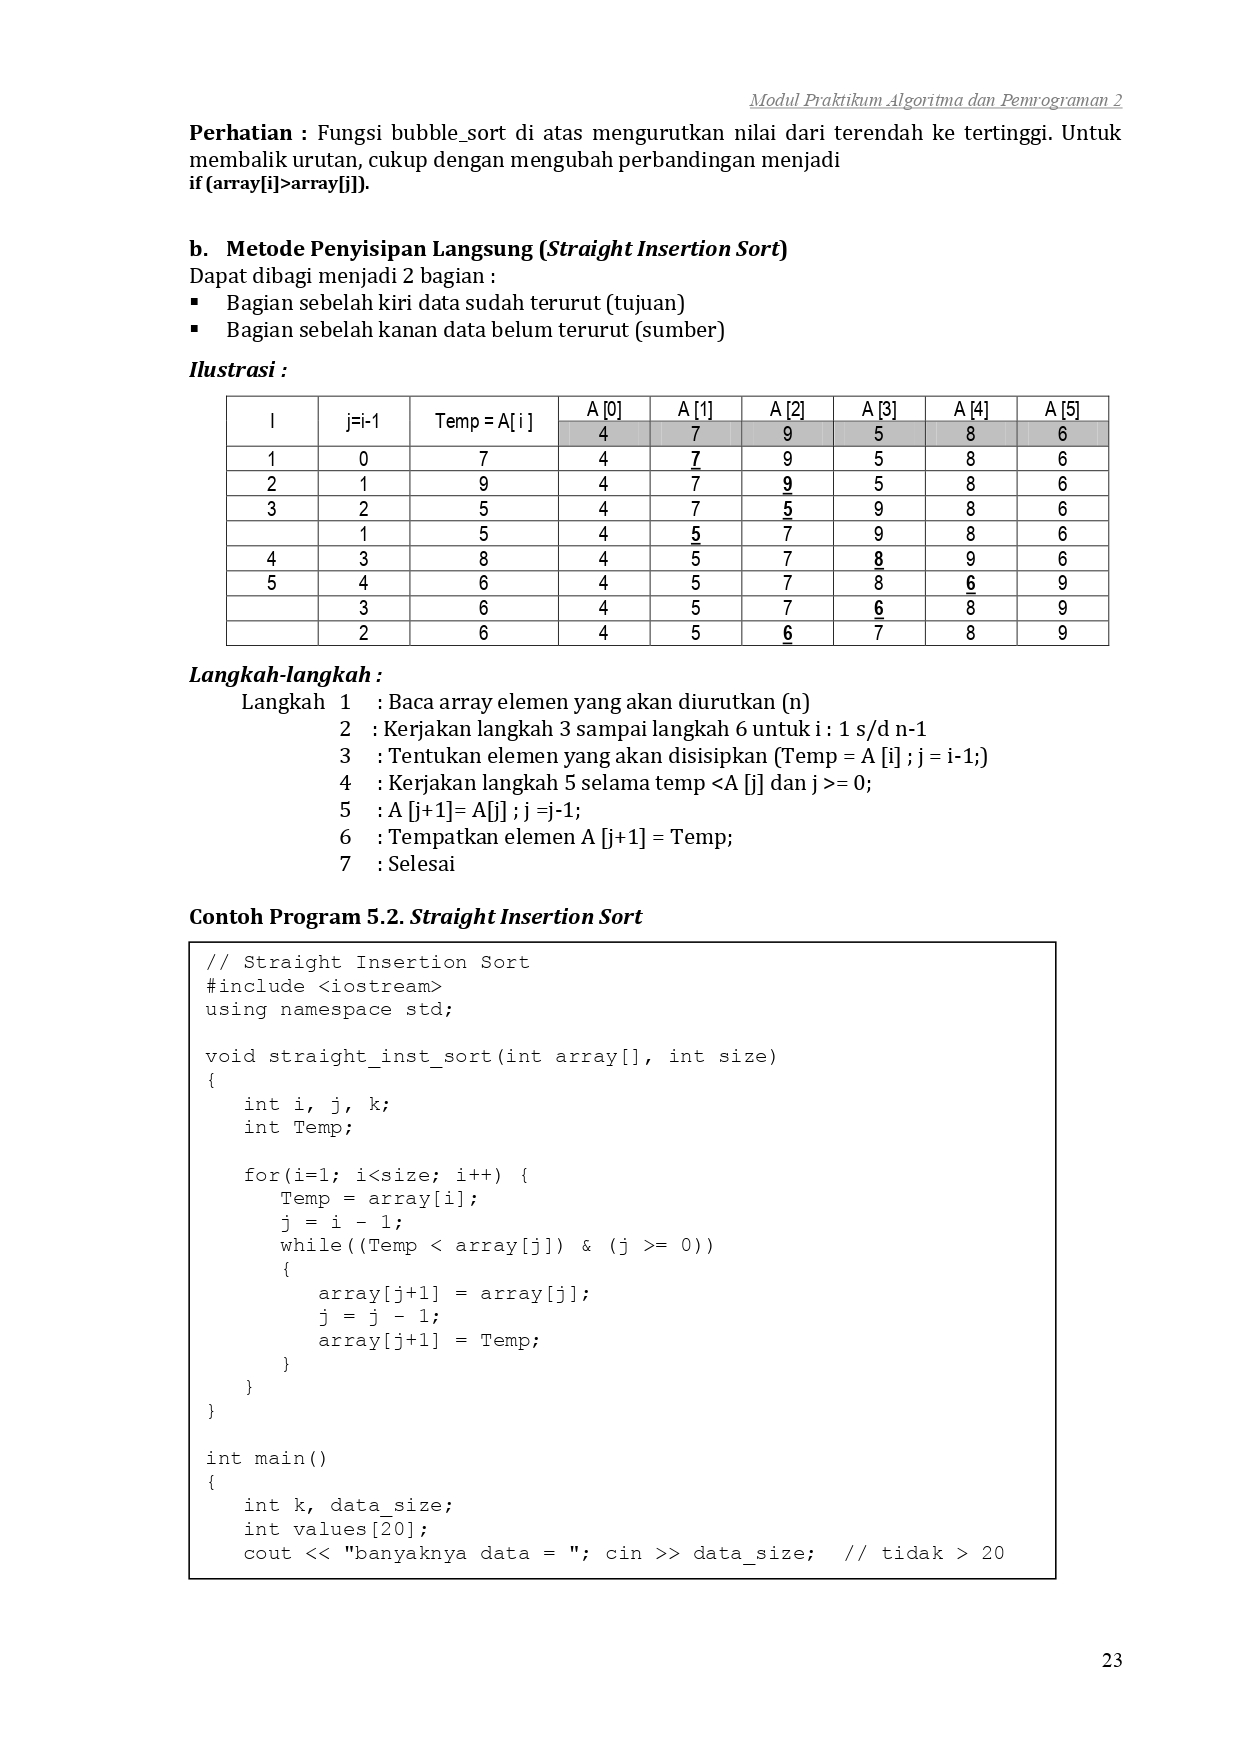 Modul Praktikum Algoritma dan Pemrograman 2
Perhatian : Fungsi bubble_sort di atas mengurutkan nilai dari terendah ke tertinggi. Untuk
membalik urutan, cukup dengan mengubah perbandingan menjadi
if (array[i]>array[j]).
b. Metode Penyisipan Langsung (Straight Insertion Sort)
Dapat dibagi menjadi 2 bagian :
▪ Bagian sebelah kiri data sudah terurut (tujuan)
▪ Bagian sebelah kanan data belum terurut (sumber)
Ilustrasi :
I j=i-1 Temp = A[ i ] A [0] A [1] A [2] A [3] A [4] A [5]
4 7 9 5 8 6
1 0 7 4 7 9 5 8 6
2 1 9 4 7 9 5 8 6
3 2 5 4 7 5 9 8 6
1 5 4 5 7 9 8 6
4 3 8 4 5 7 8 9 6
5 4 6 4 5 7 8 6 9
3 6 4 5 7 6 8 9
2 6 4 5 6 7 8 9
Langkah-langkah :
Langkah 1 : Baca array elemen yang akan diurutkan (n)
2 : Kerjakan langkah 3 sampai langkah 6 untuk i : 1 s/d n-1
3 : Tentukan elemen yang akan disisipkan (Temp = A [i] ; j = i-1;)
4 : Kerjakan langkah 5 selama temp <A [j] dan j >= 0;
5 : A [j+1]= A[j] ; j =j-1;
6 : Tempatkan elemen A [j+1] = Temp;
7 : Selesai
Contoh Program 5.2. Straight Insertion Sort
// Straight Insertion Sort
#include <iostream>
using namespace std;
void straight_inst_sort(int array[], int size)
{
int i, j, k;
int Temp;
for(i=1; i<size; i++) {
Temp = array[i];
j = i - 1;
while((Temp < array[j]) & (j >= 0))
{
array[j+1] = array[j];
j = j - 1;
array[j+1] = Temp;
}
}
}
int main()
{
int k, data_size;
int values[20];
cout << "banyaknya data = "; cin >> data_size; // tidak > 20
23